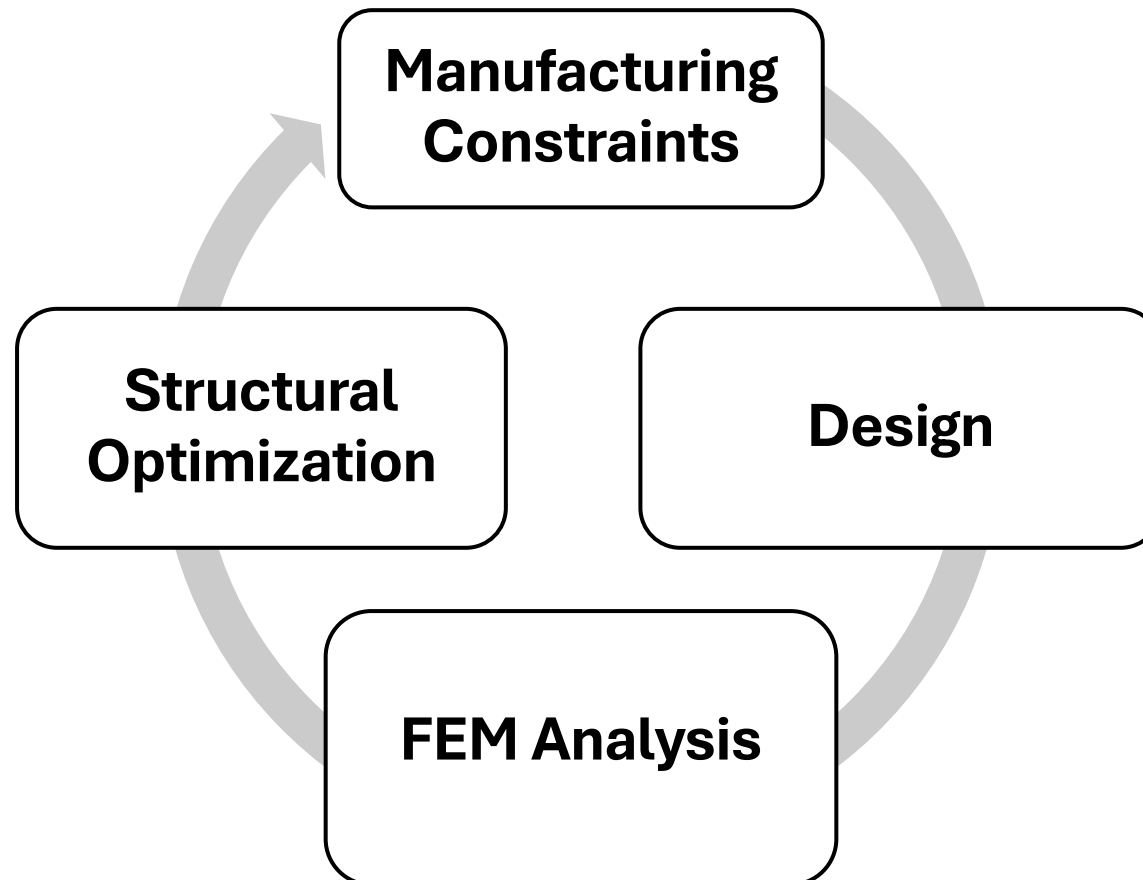 Manufacturing
Constraints
Structural
Optimization
Design
FEM Analysis